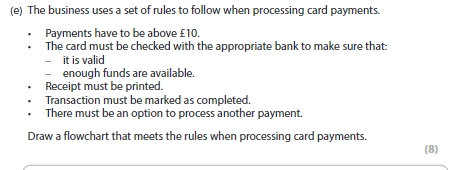 (e) The business uses a set of rules to follow when processing card payments.
• Payments have to be above £10.
• The card must be checked with the appropriate bank to make sure that:
– it is valid
– enough funds are available.
• Receipt must be printed.
• Transaction must be marked as completed.
• There must be an option to process another payment.
Draw a flowchart that meets the rules when processing card payments.
(8)